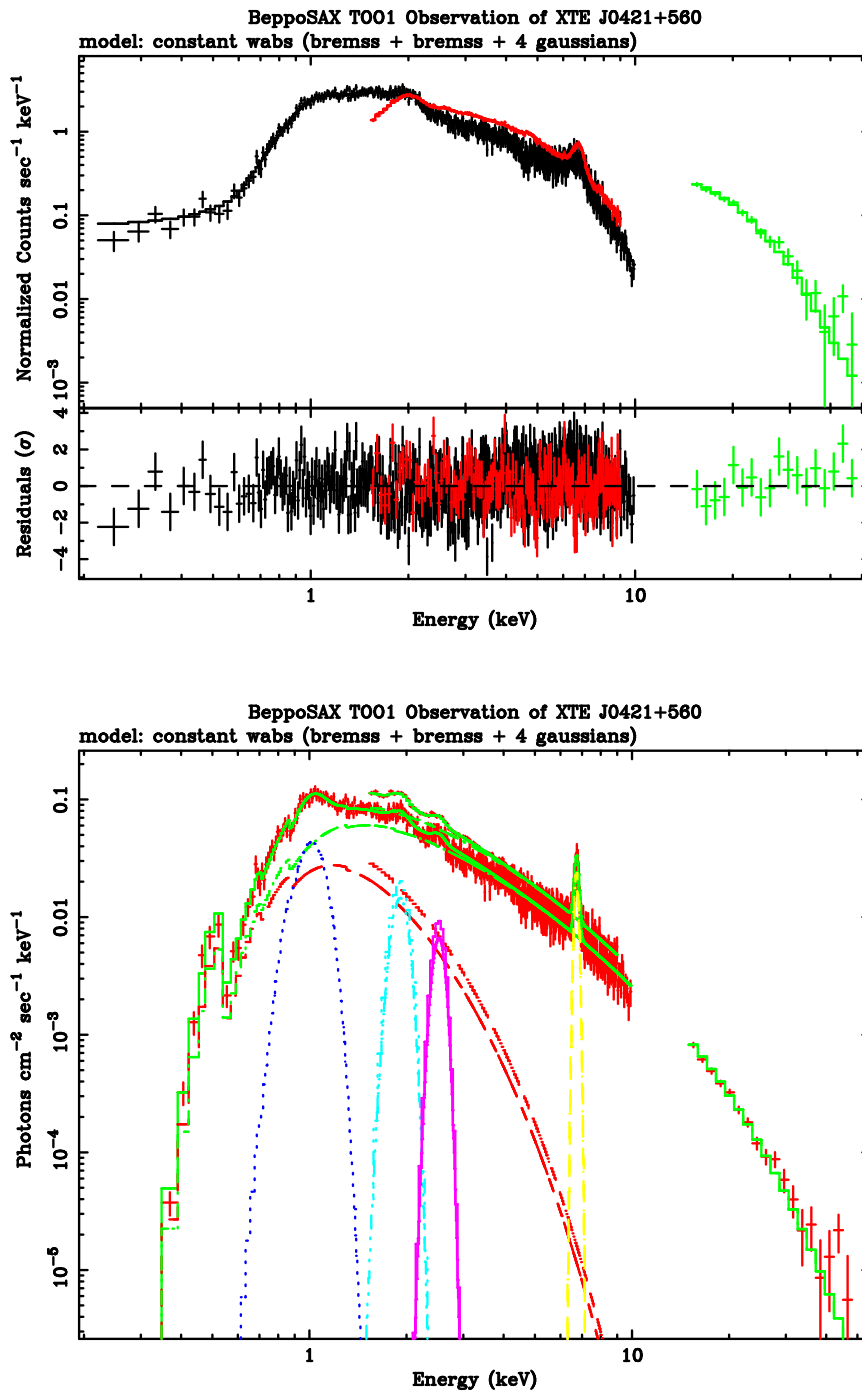 BeppoSAX TOO1 Observation of XTE J0421+560
model: constant wabs (bremss + bremss + 4 gaussians)
Normalized Counts sec⁻¹ keV⁻¹
1
0.1
0.01
10⁻³
Residuals (σ)
4
2
0
−2
−4
1
10
Energy (keV)
BeppoSAX TOO1 Observation of XTE J0421+560
model: constant wabs (bremss + bremss + 4 gaussians)
Photons cm⁻² sec⁻¹ keV⁻¹
0.1
0.01
10⁻³
10⁻⁴
10⁻⁵
1
10
Energy (keV)